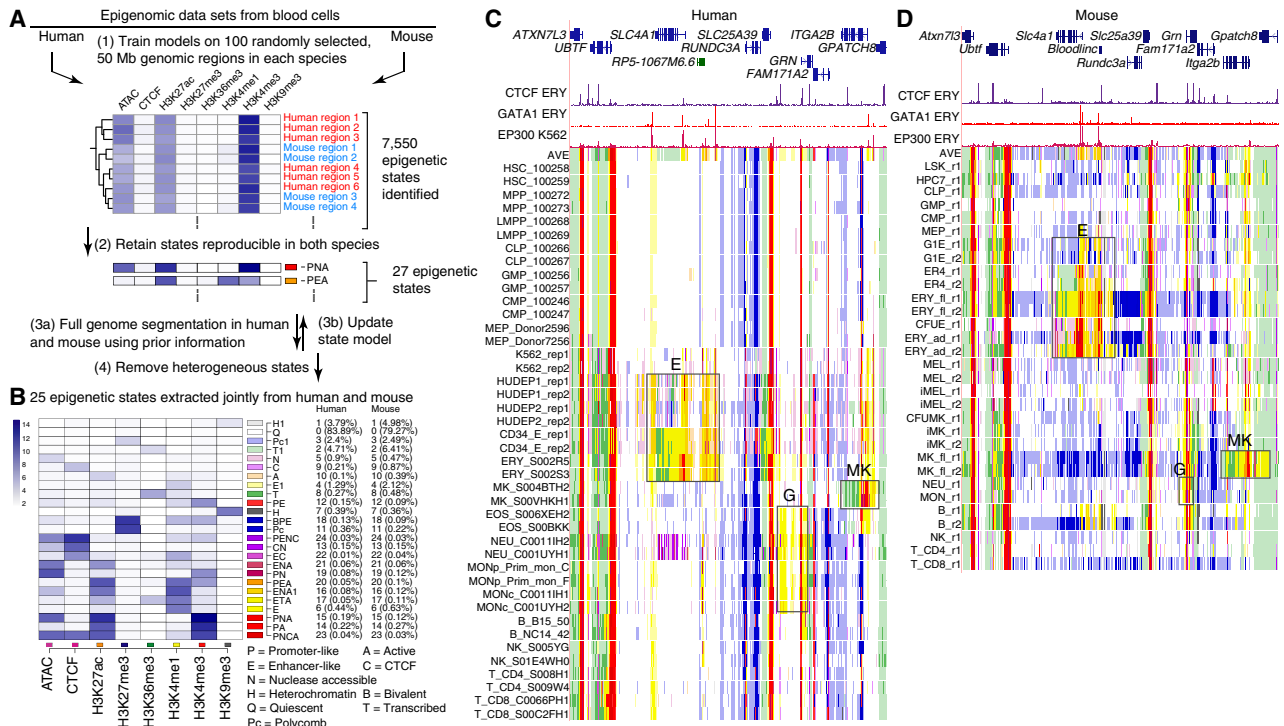 A
Epigenomic data sets from blood cells
Human
Mouse
(1) Train models on 100 randomly selected,
50 Mb genomic regions in each species
ATAC
CTCF
H3K27ac
H3K27me3
H3K36me3
H3K4me1
H3K4me3
H3K9me3
Human region 1
Human region 2
Human region 3
Mouse region 1
Mouse region 2
Human region 4
Human region 5
Human region 6
Mouse region 3
Mouse region 4
7,550
epigenetic
states
identified
(2) Retain states reproducible in both species
-PNA
-PEA
27 epigenetic
states
(3a) Full genome segmentation in human
and mouse using prior information
(3b) Update
state model
(4) Remove heterogeneous states
B 25 epigenetic states extracted jointly from human and mouse
Human Mouse
14
12
10
8
6
4
2
H1 1 (3.79%) 1 (4.98%)
Q 0 (83.89%) 0 (79.27%)
Pc1 3 (2.4%) 3 (2.49%)
T1 2 (4.71%) 2 (6.41%)
N 5 (0.9%) 5 (0.47%)
C 9 (0.21%) 9 (0.87%)
A 10 (0.1%) 10 (0.39%)
E1 4 (1.29%) 4 (2.12%)
T 8 (0.27%) 8 (0.48%)
PE 12 (0.15%) 12 (0.09%)
H 7 (0.39%) 7 (0.36%)
BPE 18 (0.13%) 18 (0.09%)
Pc 11 (0.36%) 11 (0.22%)
PENC 24 (0.03%) 24 (0.03%)
CN 13 (0.15%) 13 (0.15%)
EC 22 (0.01%) 22 (0.04%)
ENA 21 (0.06%) 21 (0.06%)
PN 19 (0.08%) 19 (0.12%)
PEA 20 (0.05%) 20 (0.1%)
ENA1 16 (0.08%) 16 (0.12%)
ETA 17 (0.05%) 17 (0.11%)
E 6 (0.44%) 6 (0.63%)
PNA 15 (0.19%) 15 (0.12%)
PA 14 (0.22%) 14 (0.27%)
PNCA 23 (0.04%) 23 (0.03%)
ATAC
CTCF
H3K27ac
H3K27me3
H3K36me3
H3K4me1
H3K4me3
H3K9me3
P = Promoter-like A = Active
E = Enhancer-like C = CTCF
N = Nuclease accessible
H = Heterochromatin B = Bivalent
Q = Quiescent T = Transcribed
Pc = Polycomb
C
Human
ATXN7L3 SLC4A1 SLC25A39 ITGA2B
UBTF RUNDC3A GPATCH8
RP5-1067M6.6 GRN
FAM171A2
CTCF ERY
GATA1 ERY
EP300 K562
AVE
HSC_100258
HSC_100259
MPP_100272
MPP_100273
LMPP_100268
LMPP_100269
CLP_100266
CLP_100267
GMP_100256
GMP_100257
CMP_100246
CMP_100247
MEP_Donor2596
MEP_Donor7256
K562_rep1
K562_rep2
HUDEP1_rep1
HUDEP1_rep2
HUDEP2_rep1
HUDEP2_rep2
CD34_E_rep1
CD34_E_rep2
ERY_S002R5
ERY_S002S3
MK_S004BTH2
MK_S00VHKH1
EOS_S006XEH2
EOS_S00BKK
NEU_C0011IH2
NEU_C001UYH1
MONp_Prim_mon_C
MONp_Prim_mon_F
MONc_C0011IH1
MONc_C001UYH2
B_B15_50
B_NC14_42
NK_S005YG
NK_S01E4WH0
T_CD4_S008H1
T_CD4_S009W4
T_CD8_C0066PH1
T_CD8_S00C2FH1
E
MK
G
D
Mouse
Atxn7l3 Slc4a1 Slc25a39 Grn Gpatch8
Ubtf Bloodlinc Fam171a2
Rundc3a Itga2b
CTCF ERY
GATA1 ERY
EP300 ERY
AVE
LSK_r1
HPC7_r1
CLP_r1
GMP_r1
CMP_r1
MEP_r1
G1E_r1
G1E_r2
ER4_r1
ER4_r2
ERY_fl_r1
ERY_fl_r2
CFUE_r1
ERY_ad_r1
ERY_ad_r2
MEL_r1
MEL_r2
iMEL_r1
iMEL_r2
CFUMK_r1
iMK_r1
iMK_r2
MK_fl_r1
MK_fl_r2
NEU_r1
MON_r1
B_r1
B_r2
NK_r1
T_CD4_r1
T_CD8_r1
E
MK
G